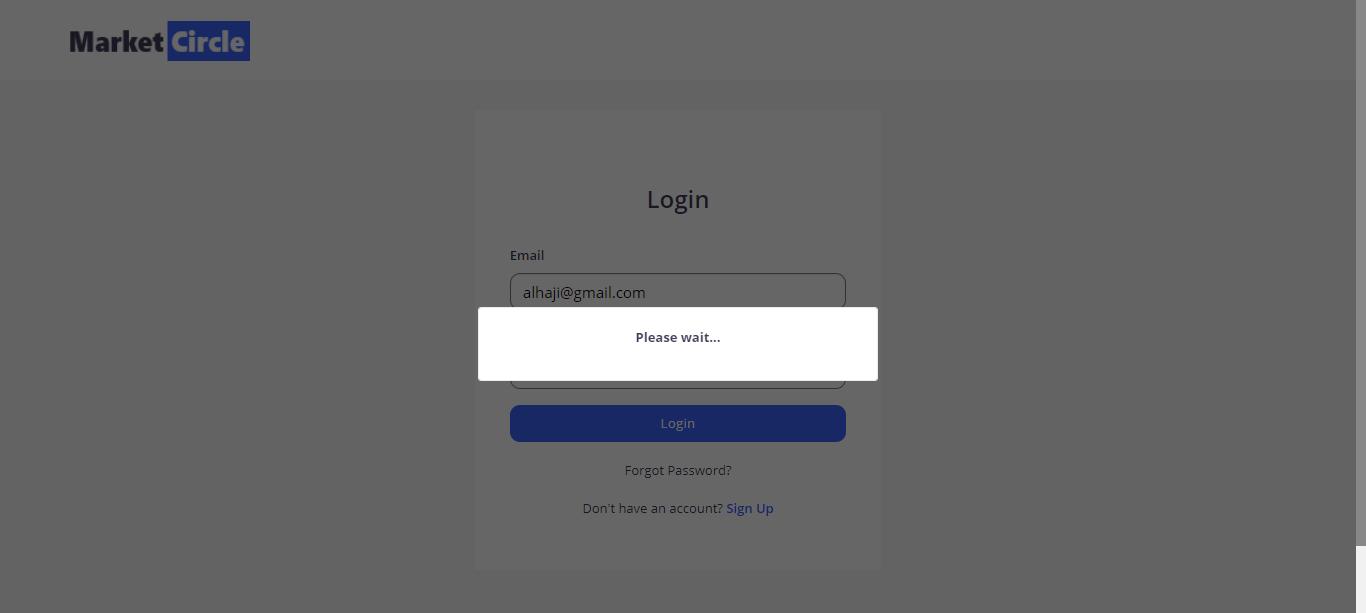 Market Circle
Login
Email
alhaji@gmail.com
Please wait...
Login
Forgot Password?
Don't have an account? Sign Up